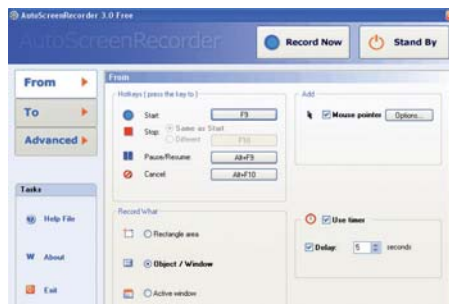 AutoScreenRecorder 3.0 Free
AutoScreenRecorder
Record Now
Stand By
From
To
Advanced
Tasks
Help File
About
Exit
From
Hotkeys ( press the key to )
Start F9
Stop Same as Start
Different F10
Pause/Resume Alt+F9
Cancel Alt+F10
Add
Mouse pointer Options...
Record What
Rectangle area
Object / Window
Active window
Use timer
Delay 5 seconds